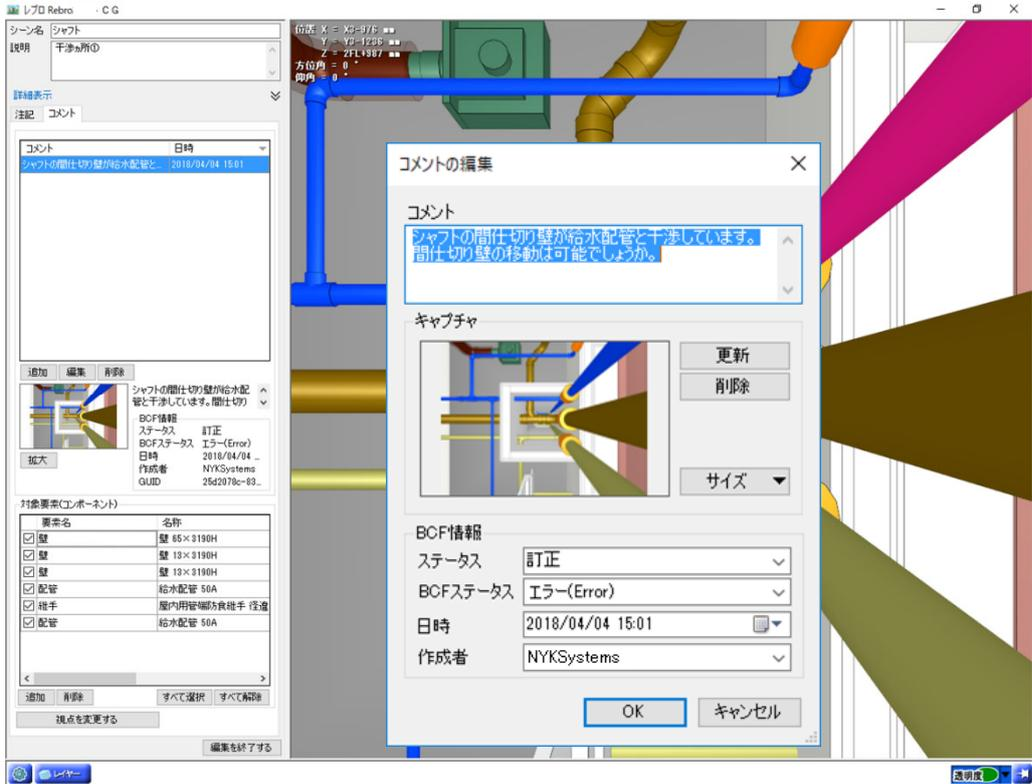 レブロ Rebro CG
シーン名 シャフト
説明 干渉ヵ所①
詳細表示
注記 コメント
コメント 日時
シャフトの間仕切り壁が給水配管と... 2018/04/04 15:01
追加 編集 削除
シャフトの間仕切り壁が給水配
管と干渉しています。間仕切り
BCF情報
ステータス 訂正
BCFステータス エラー(Error)
日時 2018/04/04 ...
作成者 NYKSystems
GUID 25d2078c-83...
拡大
対象要素(コンポーネント)
要素名 名称
壁 壁 65×3190H
壁 壁 13×3190H
壁 壁 13×3190H
配管 給水配管 50A
継手 屋内用管端防食継手 径違
配管 給水配管 50A
追加 削除 すべて選択 すべて解除
視点を変更する
編集を終了する
レイヤー
位置 X = X3-976 mm
Y = Y3-1236 mm
Z = 2FL+987 mm
方位角 = 0 °
仰角 = 0 °
コメントの編集
コメント
シャフトの間仕切り壁が給水配管と干渉しています。
間仕切り壁の移動は可能でしょうか。
キャプチャ
更新
削除
サイズ
BCF情報
ステータス 訂正
BCFステータス エラー(Error)
日時 2018/04/04 15:01
作成者 NYKSystems
OK キャンセル
透明度